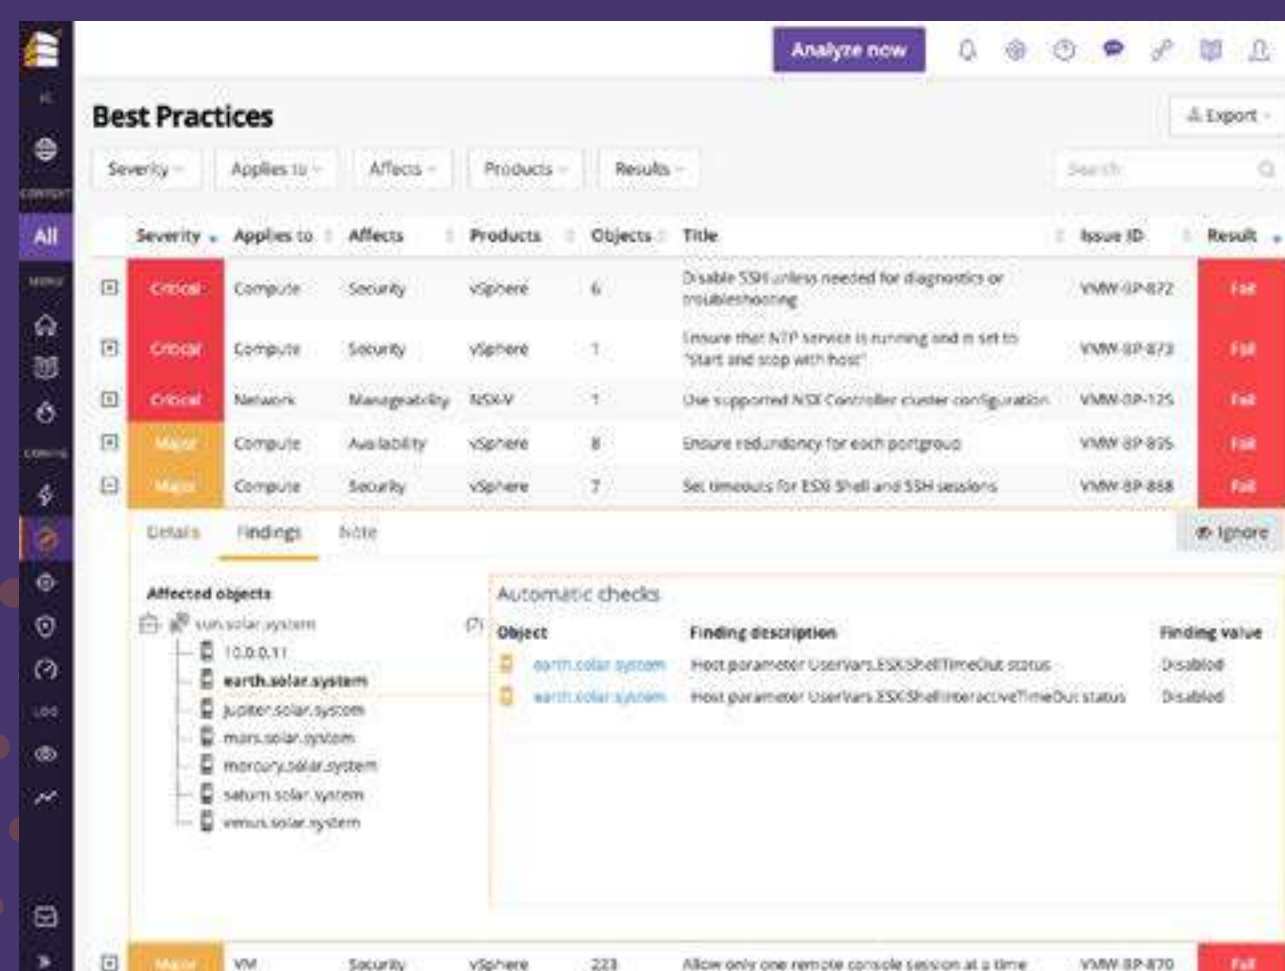 Analyze now
Best Practices
Export
Severity
Applies to
Affects
Products
Results
Search
CONTEXT
All
MENU
CONFIG
LOG
Severity Applies to Affects Products Objects Title Issue ID Result
Critical Compute Security vSphere 6 Disable SSH unless needed for diagnostics or troubleshooting VMW-BP-872 Fail
Critical Compute Security vSphere 1 Ensure that NTP service is running and is set to "start and stop with host" VMW-BP-873 Fail
Critical Network Manageability NSX-V 1 Use supported NSX Controller cluster configuration VMW-BP-125 Fail
Major Compute Availability vSphere 8 Ensure redundancy for each portgroup Fail
Major Compute Security vSphere 7 Set timeouts for ESXi Shell and SSH sessions VMW-BP-868 Fail
Details Findings Note
Ignore
Affected objects
sun.solar.system (7)
10.0.0.11
earth.solar.system
jupiter.solar.system
mars.solar.system
mercury.solar.system
saturn.solar.system
venus.solar.system
Automatic checks
Object Finding description Finding value
earth.solar.system Host parameter UserVars.ESXiShellTimeOut status Disabled
earth.solar.system Host parameter UserVars.ESXiShellInteractiveTimeOut status Disabled
Major VM Security vSphere 223 Allow only one remote console session at a time VMW-BP-870 Fail